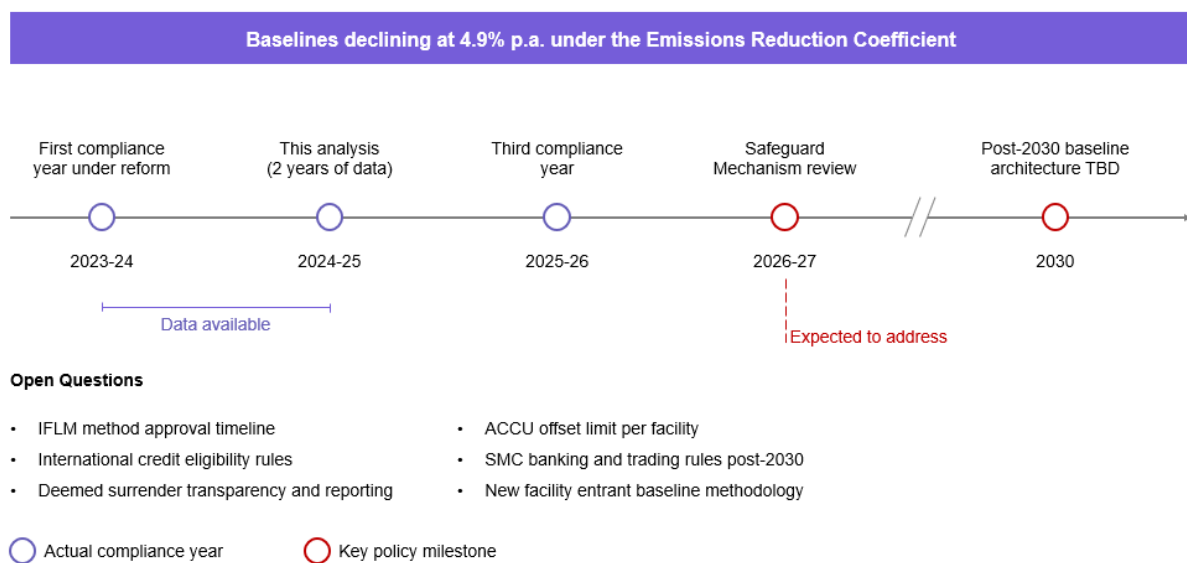 Baselines declining at 4.9% p.a. under the Emissions Reduction Coefficient
First compliance
year under reform
This analysis
(2 years of data)
Third compliance
year
Safeguard
Mechanism review
Post-2030 baseline
architecture TBD
2023-24
2024-25
2025-26
2026-27
2030
Data available
Expected to address
Open Questions
• IFLM method approval timeline
• International credit eligibility rules
• Deemed surrender transparency and reporting
• ACCU offset limit per facility
• SMC banking and trading rules post-2030
• New facility entrant baseline methodology
Actual compliance year
Key policy milestone